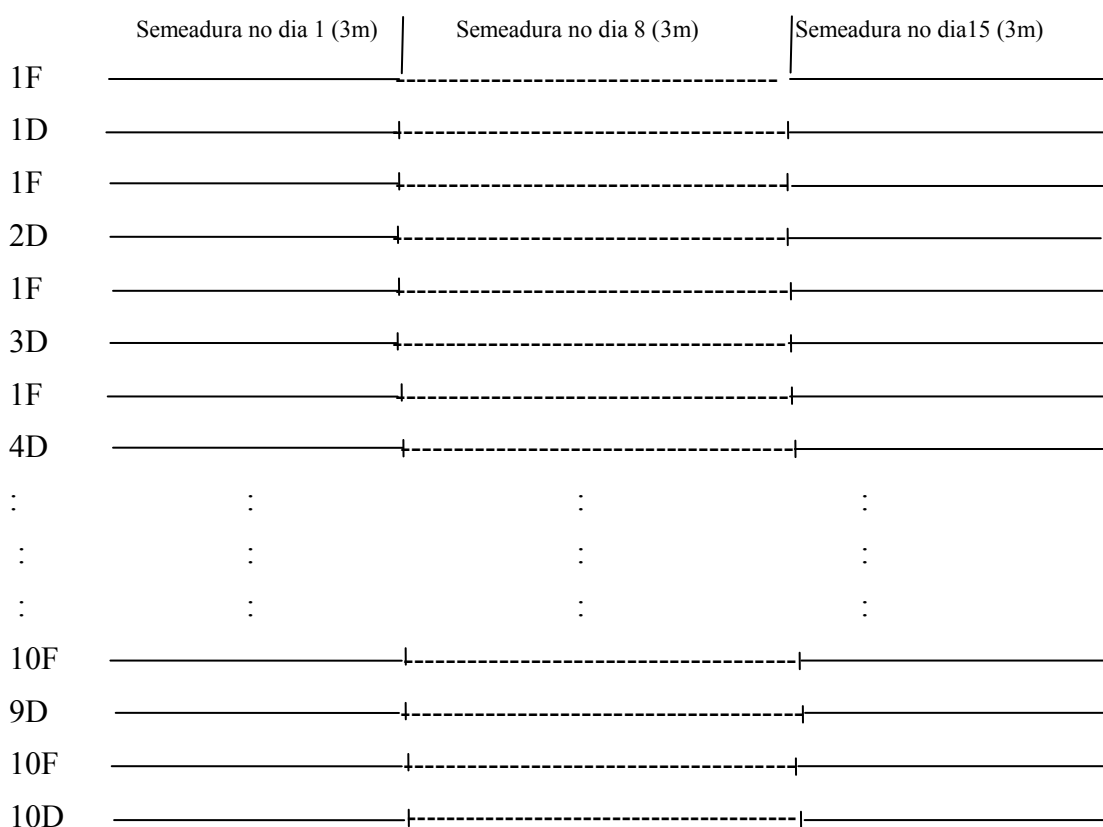 Semeadura no dia 1 (3m) Semeadura no dia 8 (3m) Semeadura no dia15 (3m)
1F
1D
1F
2D
1F
3D
1F
4D
: : : :
: : : :
: : : :
10F
9D
10F
10D